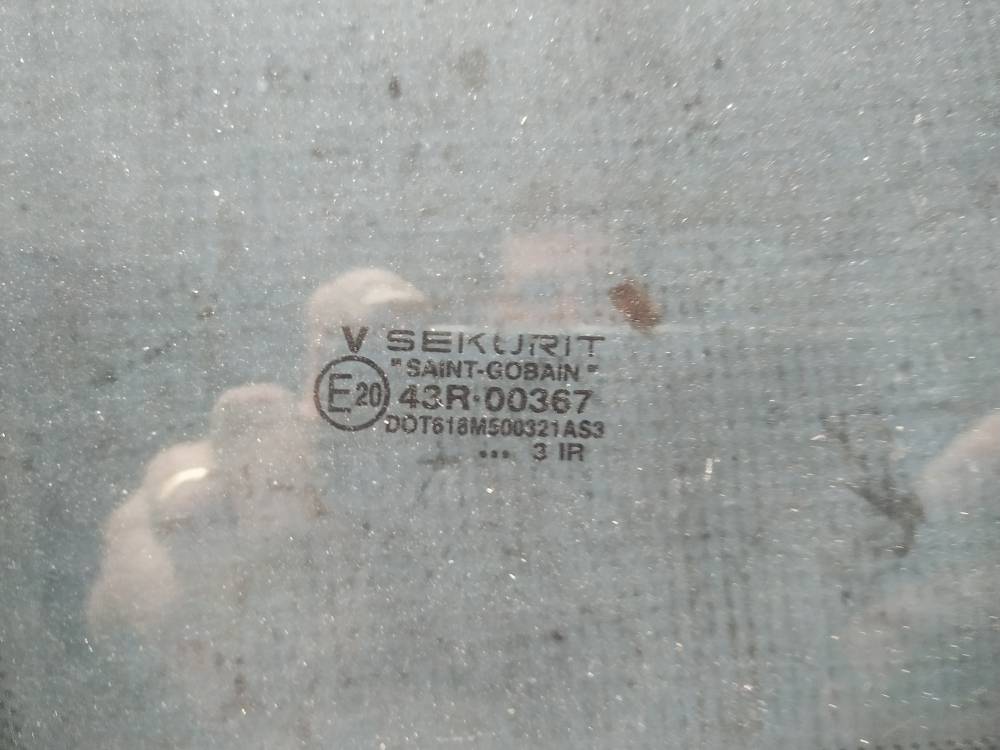 V SEKURIT
"SAINT-GOBAIN"
E20 43R-00367
DOT618M500321AS3
... 3 IR